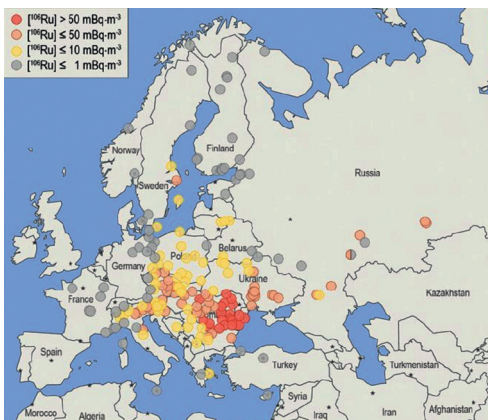 [¹⁰⁶Ru] > 50 mBq·m⁻³
[¹⁰⁶Ru] ≤ 50 mBq·m⁻³
[¹⁰⁶Ru] ≤ 10 mBq·m⁻³
[¹⁰⁶Ru] ≤ 1 mBq·m⁻³
Norway
Finland
Sweden
Russia
Belarus
Germany
Po
Ukraine
France
Kazakhstan
Spain
Turkey
Turkmenistan
Syria
Morocco
Algeria
Iraq
Iran
Afghanistan